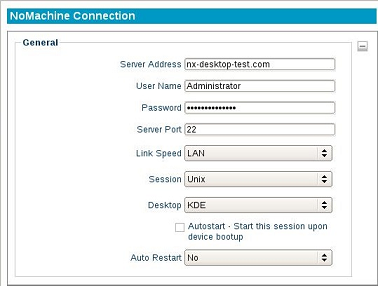 NoMachine Connection
General
Server Address nx-desktop-test.com
User Name Administrator
Password ••••••••••••••
Server Port 22
Link Speed LAN
Session Unix
Desktop KDE
Autostart - Start this session upon
device bootup
Auto Restart No